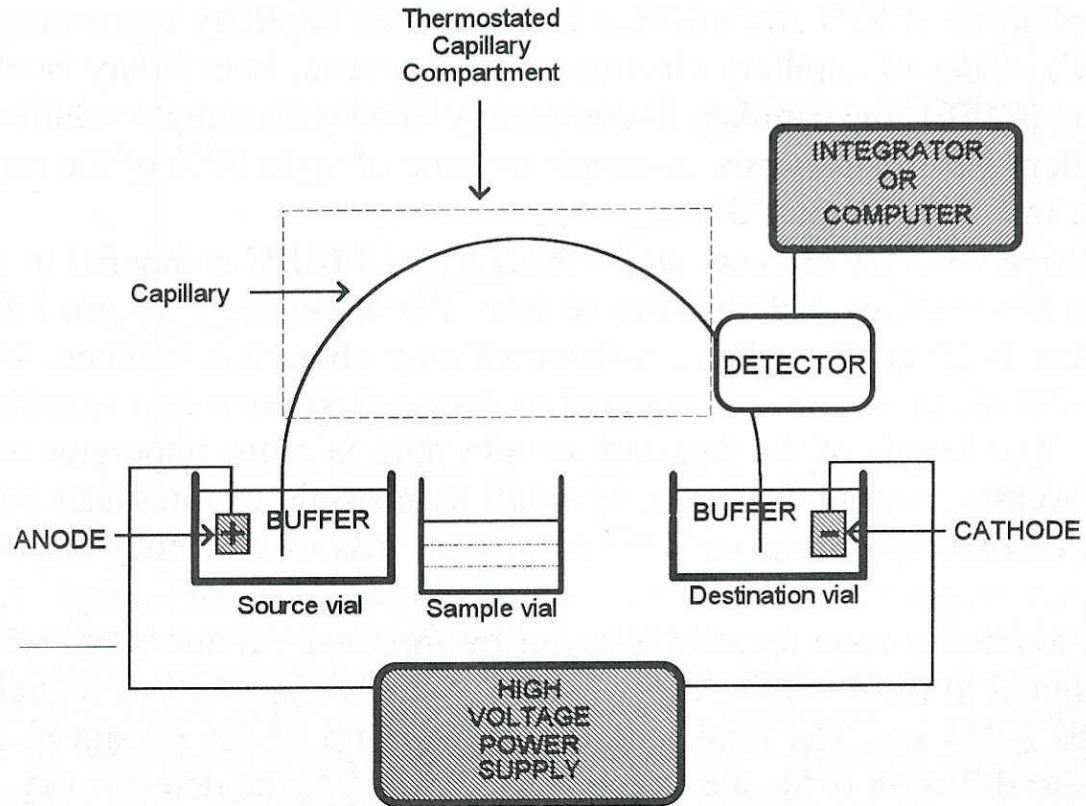 Thermostated
Capillary
Compartment
INTEGRATOR
OR
COMPUTER
Capillary
DETECTOR
ANODE
+
BUFFER
BUFFER
-
CATHODE
Source vial
Sample vial
Destination vial
HIGH
VOLTAGE
POWER
SUPPLY